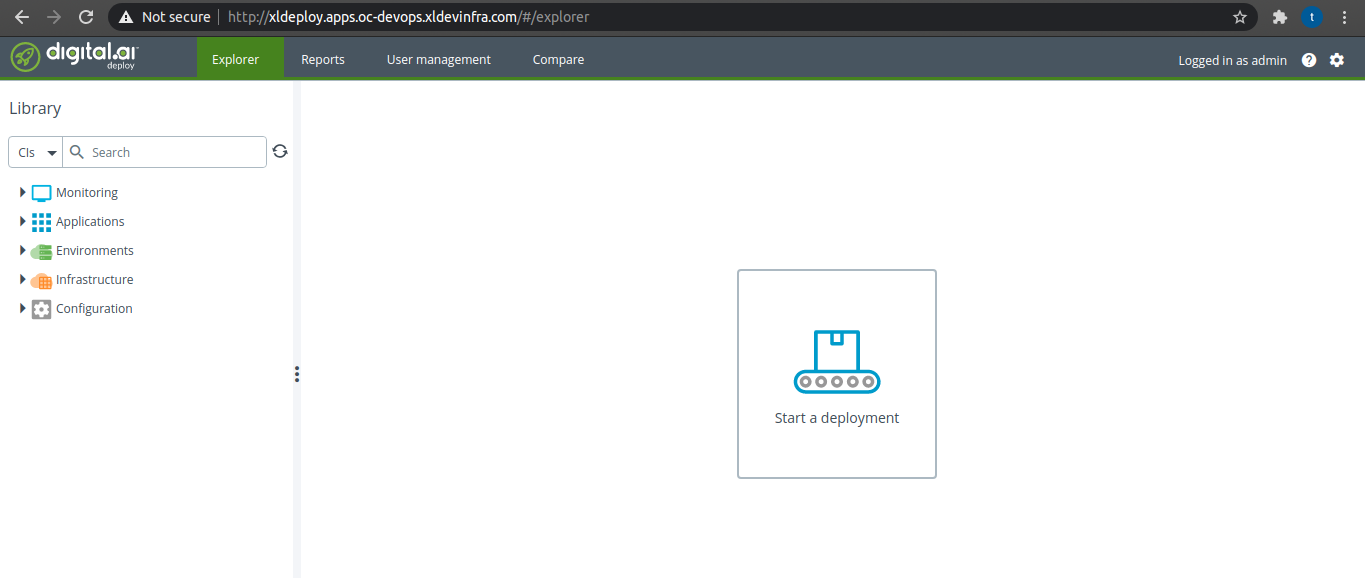 Not secure | http://xldeploy.apps.oc-devops.xldevinfra.com/#/explorer
t
digital.ai
deploy
Explorer Reports User management Compare Logged in as admin
Library
CIs Search
Monitoring
Applications
Environments
Infrastructure
Configuration
Start a deployment